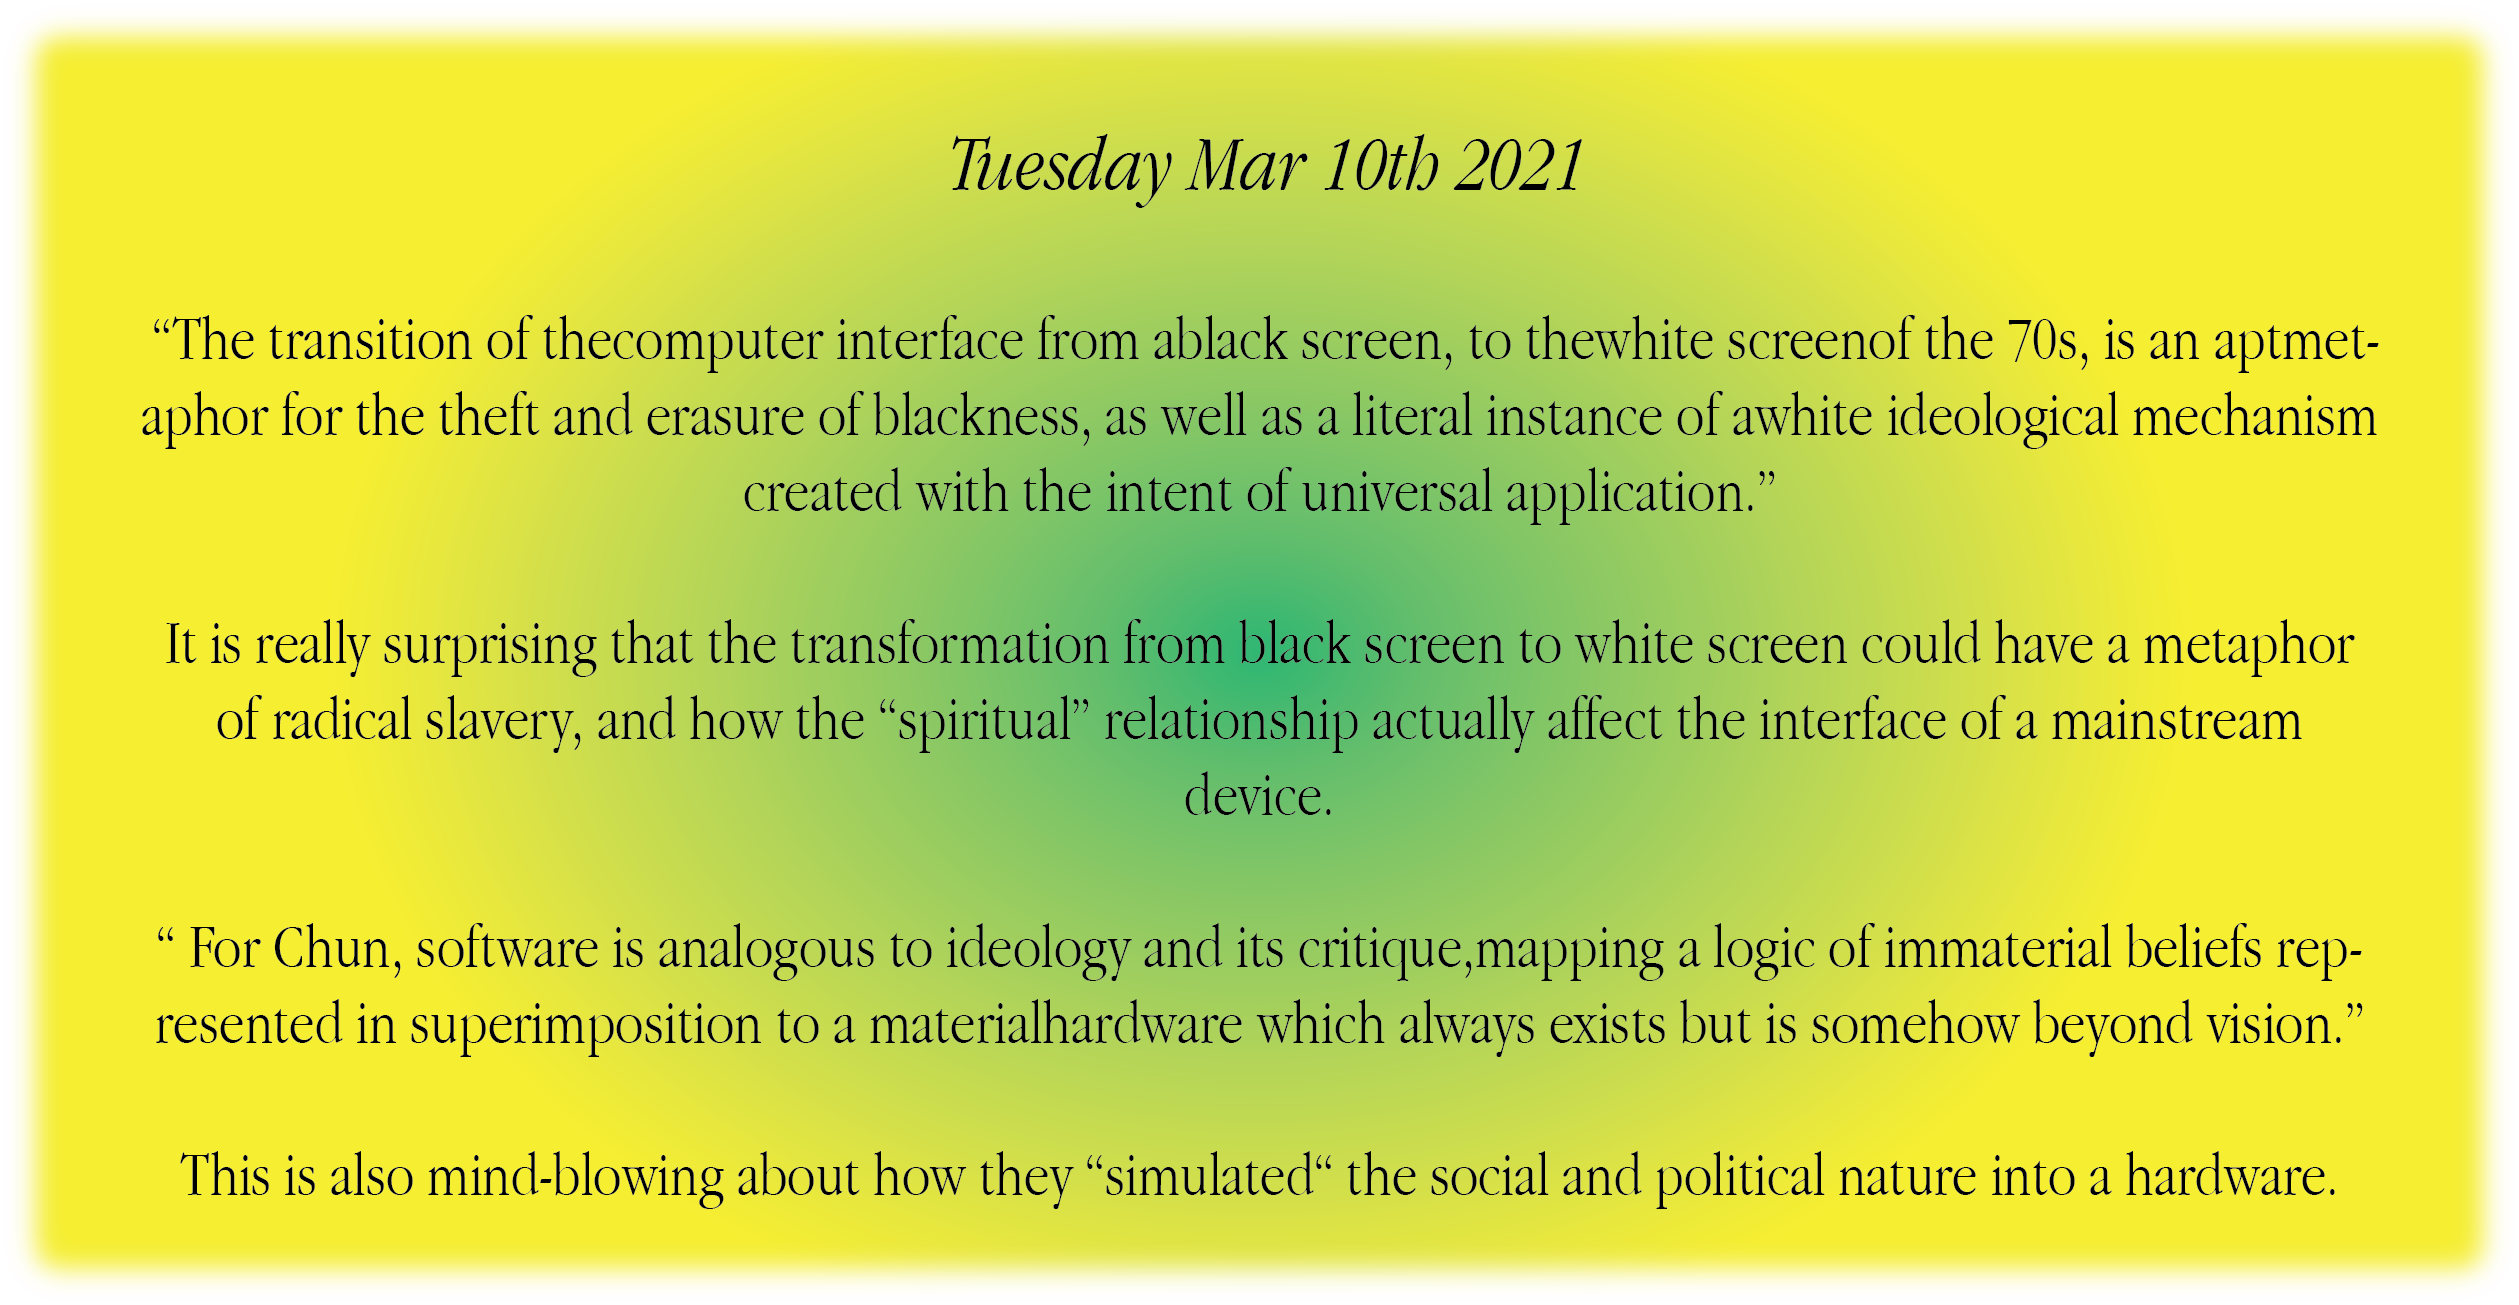 Tuesday Mar 10th 2021
“The transition of thecomputer interface from ablack screen, to thewhite screenof the 70s, is an aptmet-
aphor for the theft and erasure of blackness, as well as a literal instance of awhite ideological mechanism
created with the intent of universal application.”
It is really surprising that the transformation from black screen to white screen could have a metaphor
of radical slavery, and how the “spiritual” relationship actually affect the interface of a mainstream
device.
“ For Chun, software is analogous to ideology and its critique,mapping a logic of immaterial beliefs rep-
resented in superimposition to a materialhardware which always exists but is somehow beyond vision.”
This is also mind-blowing about how they “simulated“ the social and political nature into a hardware.